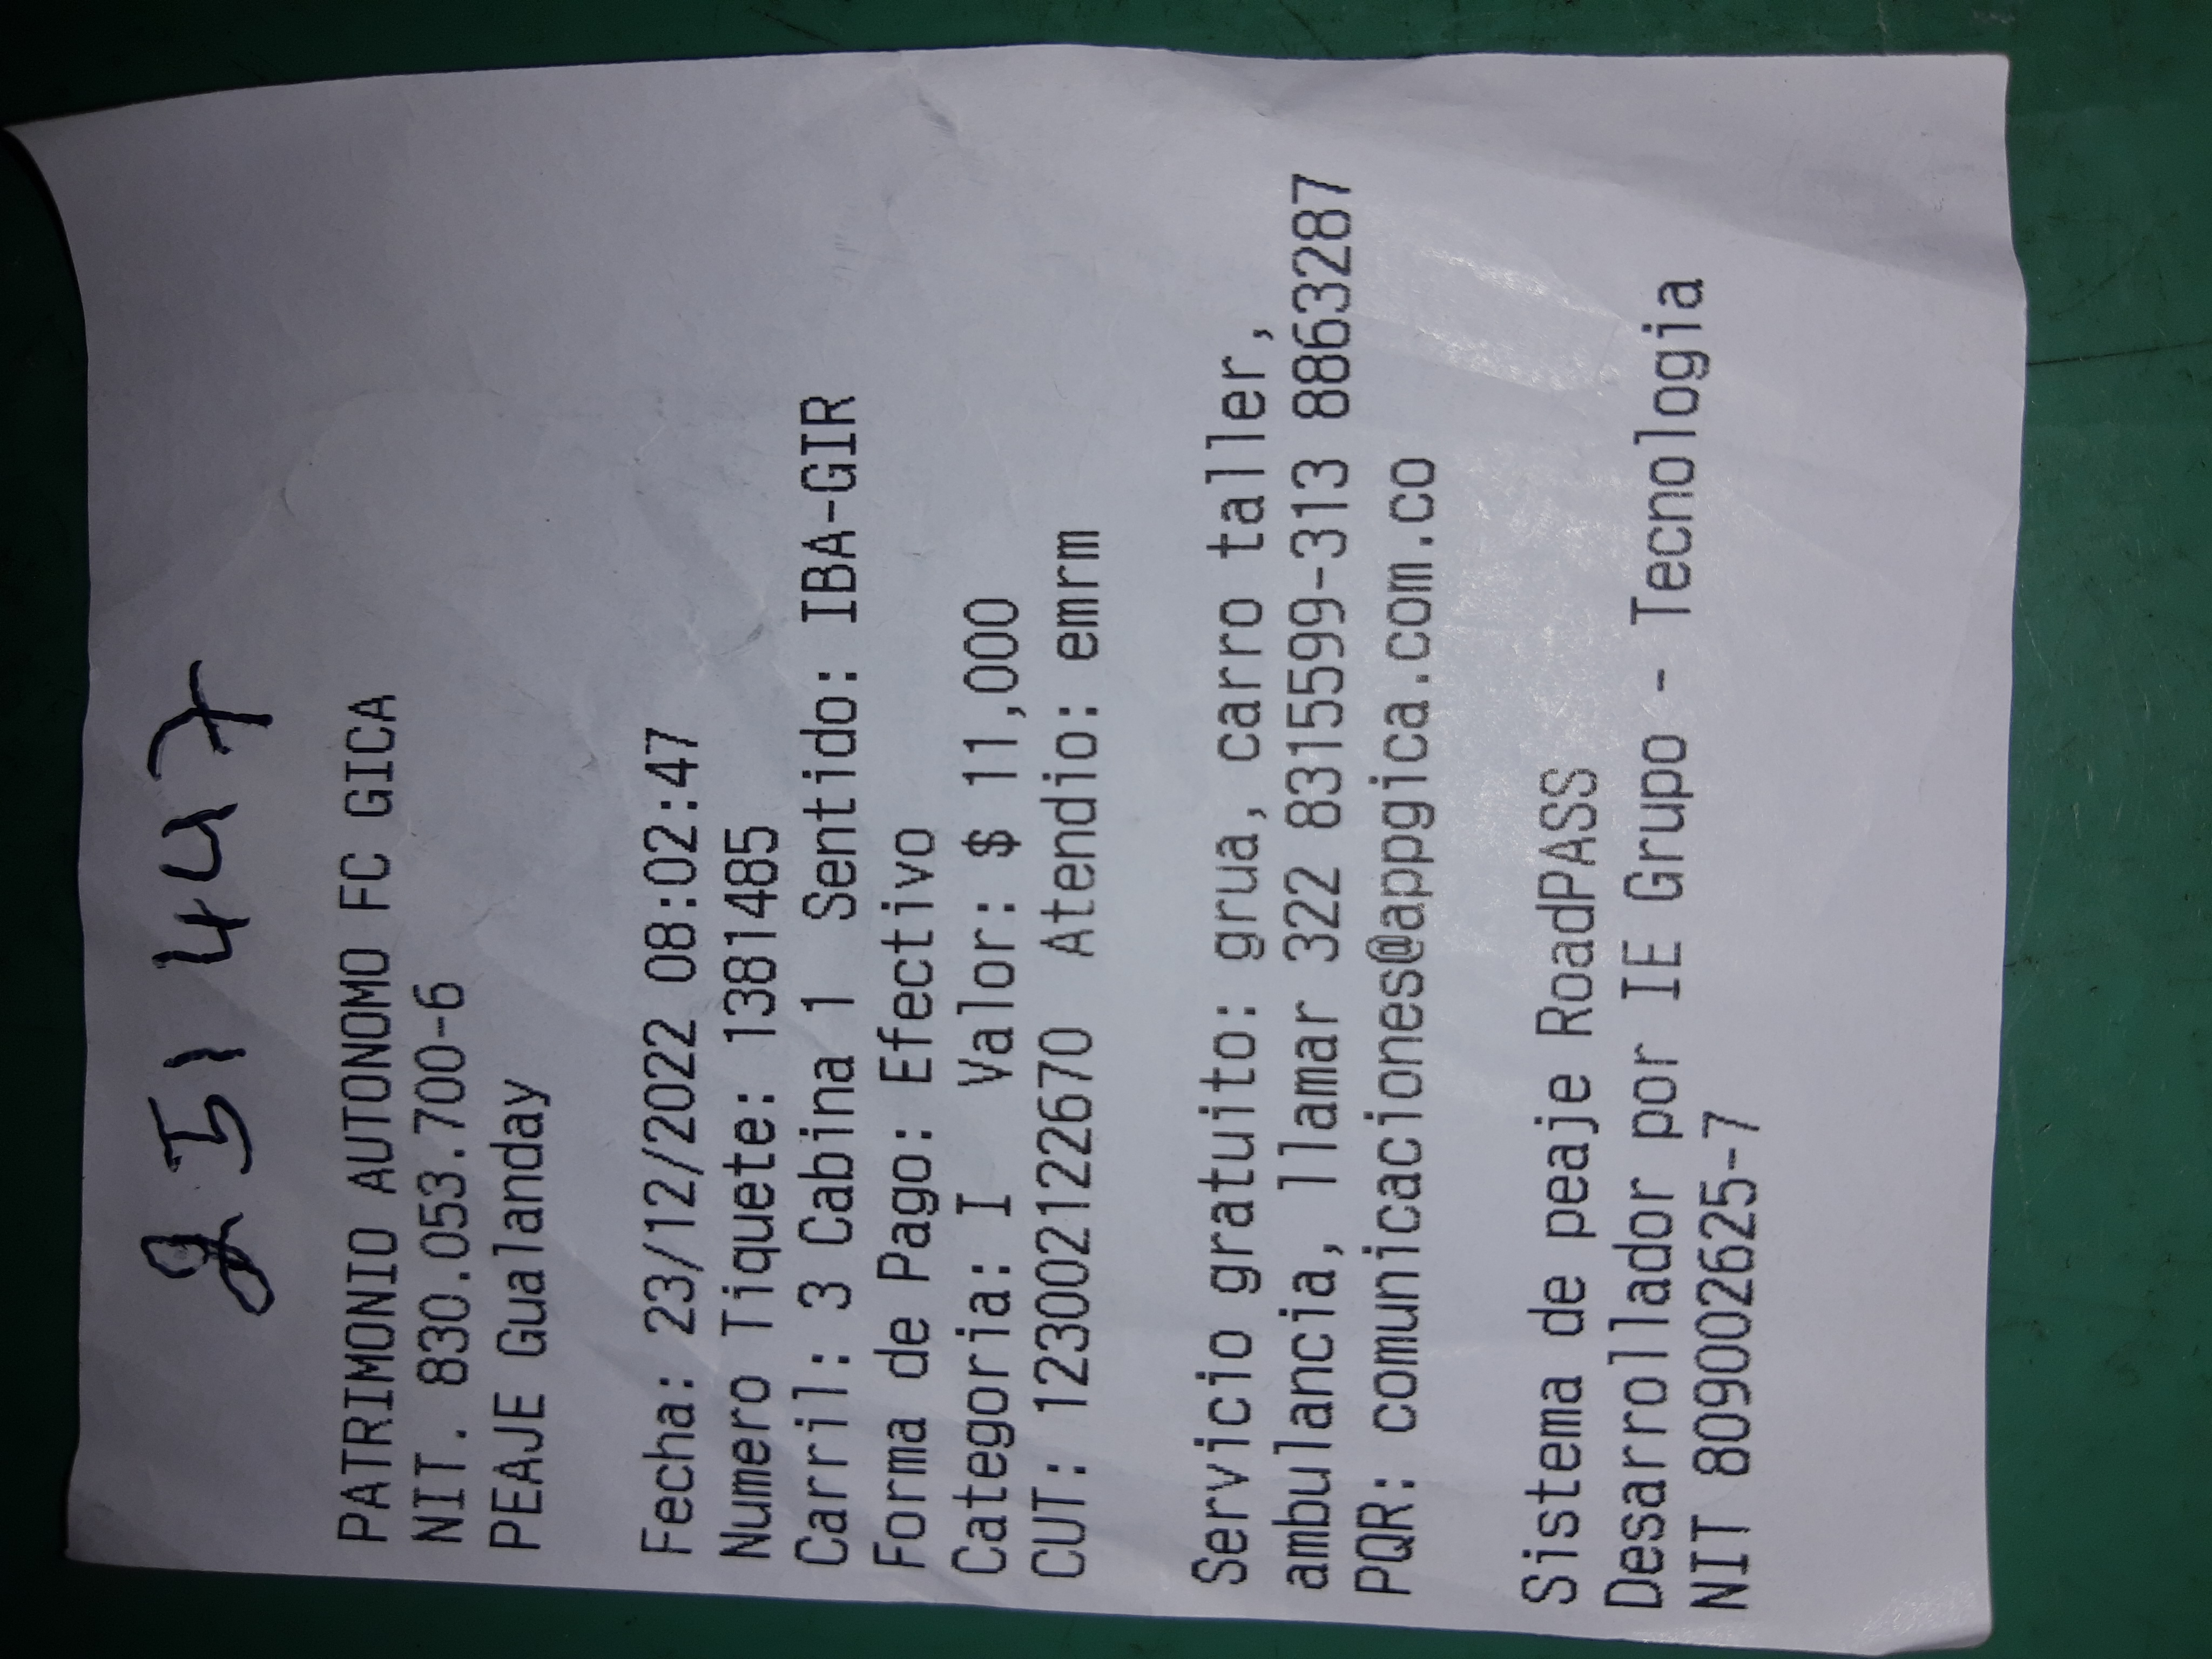 251447
PATRIMONIO AUTONOMO FC GICA
NIT. 830.053.700-6
PEAJE Gualanday
Fecha: 23/12/2022 08:02:47
Numero Tiquete: 1381485
Carril: 3 Cabina 1 Sentido: IBA-GIR
Forma de Pago: Efectivo
Categoria: I Valor: $ 11,000
CUT: 1230021222670 Atendio: emrm
Servicio gratuito: grua, carro taller,
ambulancia, llamar 322 8315599-313 8863287
PQR: comunicaciones@appgica.com.co
Sistema de peaje RoadPASS
Desarrollador por IE Grupo - Tecnologia
NIT 809002625-7